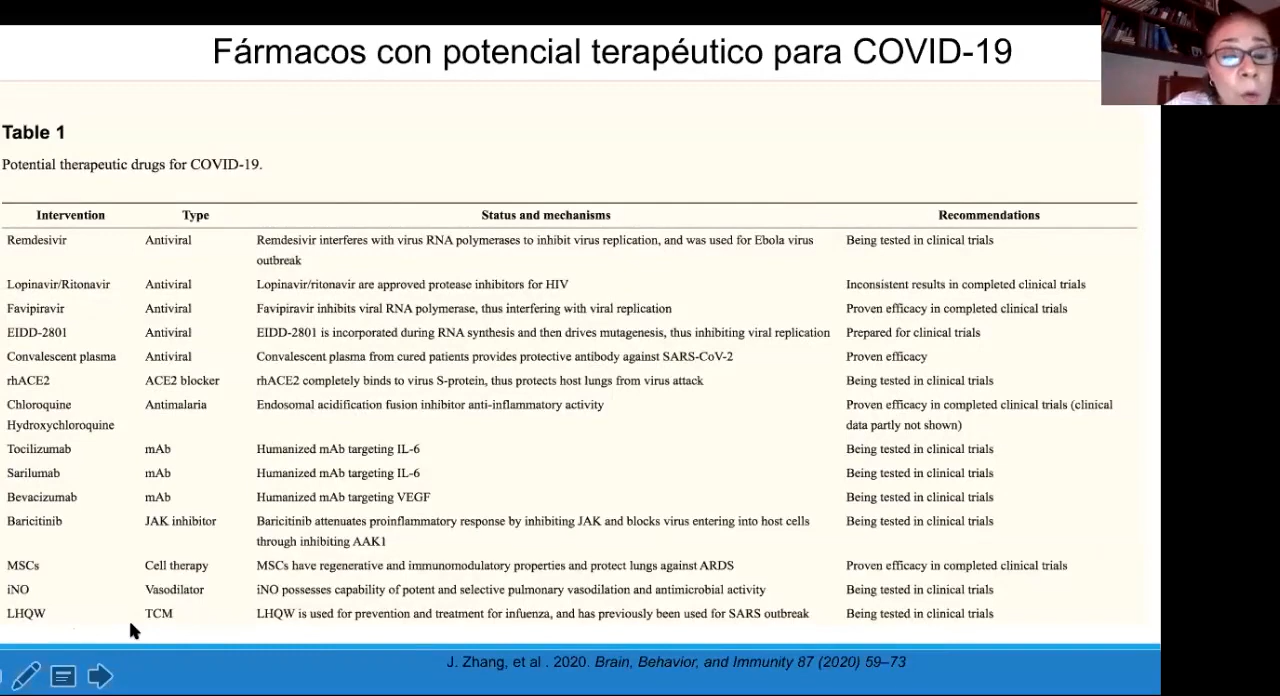 Fármacos con potencial terapéutico para COVID-19
Table 1
Potential therapeutic drugs for COVID-19.
Intervention Type Status and mechanisms Recommendations
Remdesivir Antiviral Remdesivir interferes with virus RNA polymerases to inhibit virus replication, and was used for Ebola virus Being tested in clinical trials
outbreak
Lopinavir/Ritonavir Antiviral Lopinavir/ritonavir are approved protease inhibitors for HIV Inconsistent results in completed clinical trials
Favipiravir Antiviral Favipiravir inhibits viral RNA polymerase, thus interfering with viral replication Proven efficacy in completed clinical trials
EIDD-2801 Antiviral EIDD-2801 is incorporated during RNA synthesis and then drives mutagenesis, thus inhibiting viral replication Prepared for clinical trials
Convalescent plasma Antiviral Convalescent plasma from cured patients provides protective antibody against SARS-CoV-2 Proven efficacy
rhACE2 ACE2 blocker rhACE2 completely binds to virus S-protein, thus protects host lungs from virus attack Being tested in clinical trials
Chloroquine Antimalaria Endosomal acidification fusion inhibitor anti-inflammatory activity Proven efficacy in completed clinical trials (clinical
Hydroxychloroquine data partly not shown)
Tocilizumab mAb Humanized mAb targeting IL-6 Being tested in clinical trials
Sarilumab mAb Humanized mAb targeting IL-6 Being tested in clinical trials
Bevacizumab mAb Humanized mAb targeting VEGF Being tested in clinical trials
Baricitinib JAK inhibitor Baricitinib attenuates proinflammatory response by inhibiting JAK and blocks virus entering into host cells Being tested in clinical trials
through inhibiting AAK1
MSCs Cell therapy MSCs have regenerative and immunomodulatory properties and protect lungs against ARDS Proven efficacy in completed clinical trials
iNO Vasodilator iNO possesses capability of potent and selective pulmonary vasodilation and antimicrobial activity Being tested in clinical trials
LHQW TCM LHQW is used for prevention and treatment for infuenza, and has previously been used for SARS outbreak Being tested in clinical trials
J. Zhang, et al . 2020. Brain, Behavior, and Immunity 87 (2020) 59–73